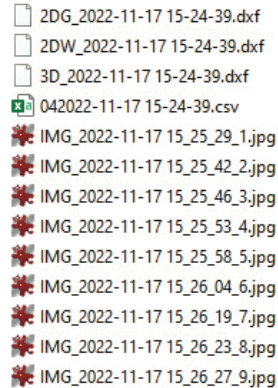 2DG_2022-11-17 15-24-39.dxf
2DW_2022-11-17 15-24-39.dxf
3D_2022-11-17 15-24-39.dxf
042022-11-17 15-24-39.csv
IMG_2022-11-17 15_25_29_1.jpg
IMG_2022-11-17 15_25_42_2.jpg
IMG_2022-11-17 15_25_46_3.jpg
IMG_2022-11-17 15_25_53_4.jpg
IMG_2022-11-17 15_25_58_5.jpg
IMG_2022-11-17 15_26_04_6.jpg
IMG_2022-11-17 15_26_19_7.jpg
IMG_2022-11-17 15_26_23_8.jpg
IMG_2022-11-17 15_26_27_9.jpg